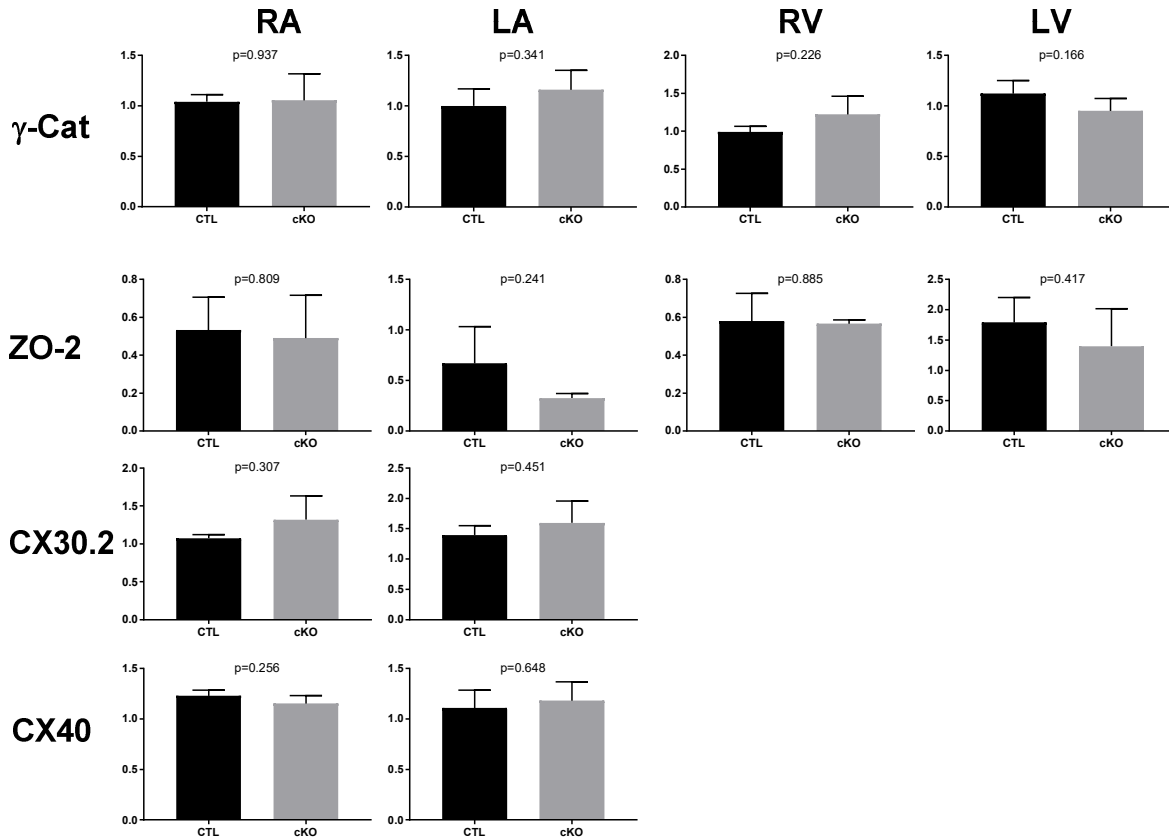 RA LA RV LV
γ-Cat
p=0.937
1.5
1.0
0.5
0.0
CTL cKO
p=0.341
1.5
1.0
0.5
0.0
CTL cKO
p=0.226
2.0
1.5
1.0
0.5
0.0
CTL cKO
p=0.166
1.5
1.0
0.5
0.0
CTL cKO
ZO-2
p=0.809
0.8
0.6
0.4
0.2
0.0
CTL cKO
p=0.241
1.5
1.0
0.5
0.0
CTL cKO
p=0.885
0.8
0.6
0.4
0.2
0.0
CTL cKO
p=0.417
2.5
2.0
1.5
1.0
0.5
0.0
CTL cKO
CX30.2
p=0.307
2.0
1.5
1.0
0.5
0.0
CTL cKO
p=0.451
2.5
2.0
1.5
1.0
0.5
0.0
CTL cKO
CX40
p=0.256
1.5
1.0
0.5
0.0
CTL cKO
p=0.648
1.5
1.0
0.5
0.0
CTL cKO